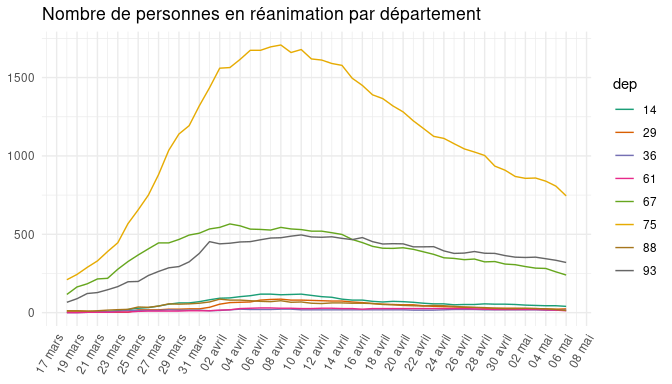 Nombre de personnes en réanimation par département
1500
1000
500
0
17 mars
19 mars
21 mars
23 mars
25 mars
27 mars
29 mars
31 mars
02 avril
04 avril
06 avril
08 avril
10 avril
12 avril
14 avril
16 avril
18 avril
20 avril
22 avril
24 avril
26 avril
28 avril
30 avril
02 mai
04 mai
06 mai
08 mai
dep
14
29
36
61
67
75
88
93